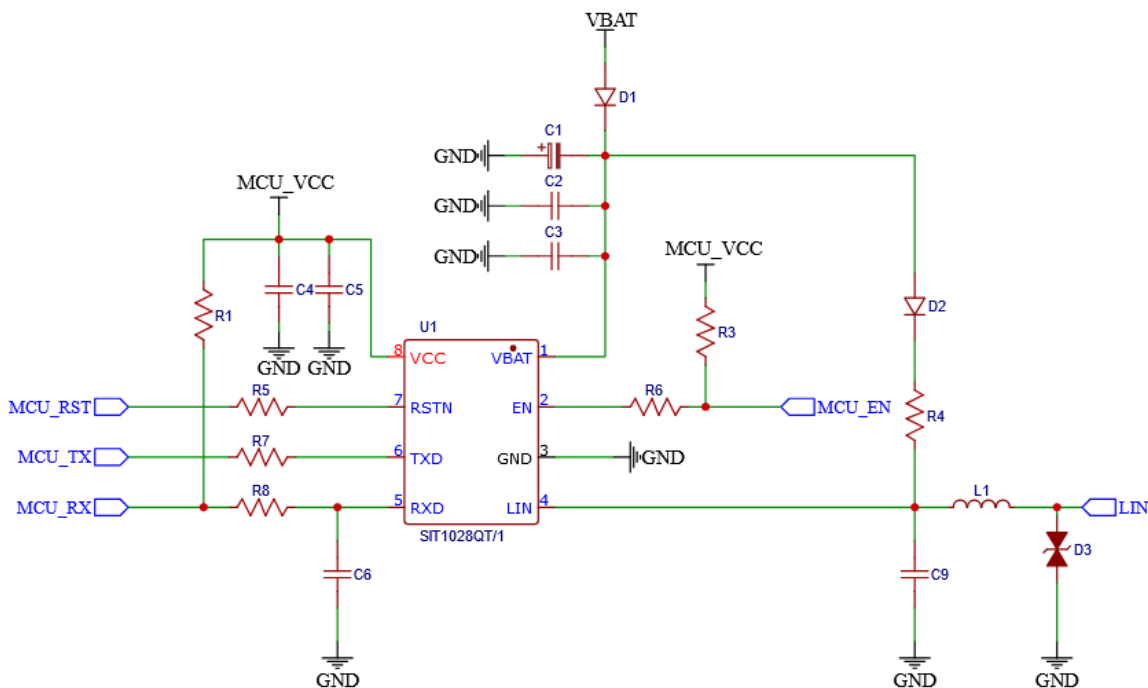 VBAT
D1
C1
GND
+
C2
MCU_VCC
GND
C3
GND
MCU_VCC
C4
C5
R1
D2
U1
R3
GND
GND
8
VCC
VBAT
1
R5
R6
MCU_RST
7
RSTN
EN
2
MCU_EN
R4
R7
MCU_TX
6
TXD
GND
3
GND
R8
L1
MCU_RX
5
RXD
LIN
4
LIN
SIT1028QT/1
D3
C6
C9
GND
GND
GND